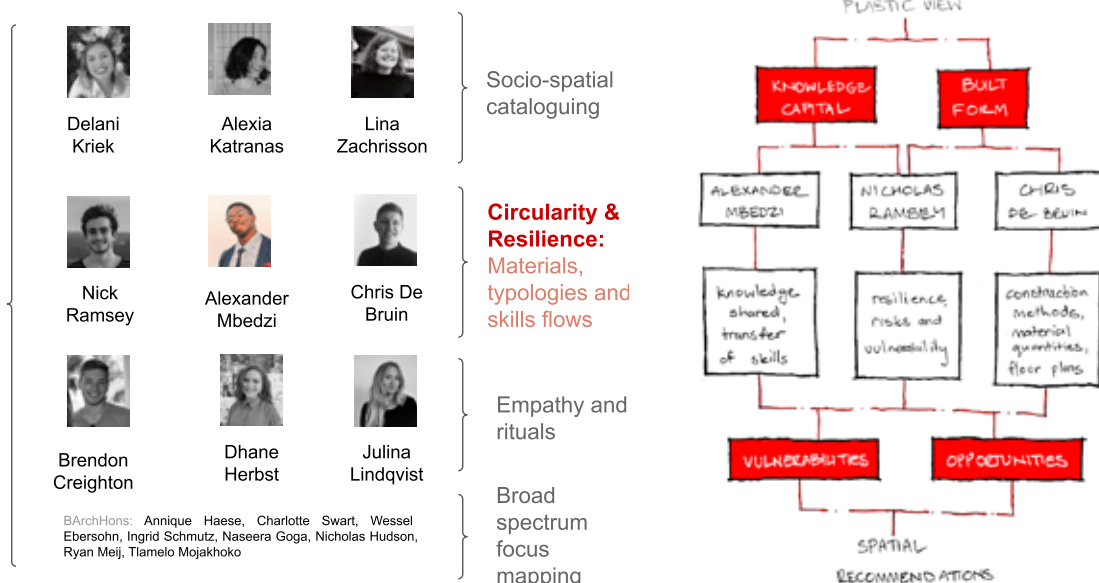 Delani
Kriek
Alexia
Katranas
Lina
Zachrisson
Socio-spatial
cataloguing
Nick
Ramsey
Alexander
Mbedzi
Chris De
Bruin
Circularity &
Resilience:
Materials,
typologies and
skills flows
Brendon
Creighton
Dhane
Herbst
Julina
Lindqvist
Empathy and
rituals
BArchHons: Annique Haese, Charlotte Swart, Wessel
Ebersohn, Ingrid Schmutz, Naseera Goga, Nicholas Hudson,
Ryan Meij, Tlamelo Mojakhoko
Broad
spectrum
focus
mapping
PLASTIC VIEW
KNOWLEDGE
CAPITAL
BUILT
FORM
ALEXANDER
MBEDZI
NICHOLAS
RAMSEY
CHRIS
DE BRUIN
knowledge
shared,
transfer
of skills
resilience,
risks and
vulnerability
construction
methods,
material
quantities,
floor plans
VULNERABILITIES
OPPORTUNITIES
SPATIAL
RECOMMENDATIONS